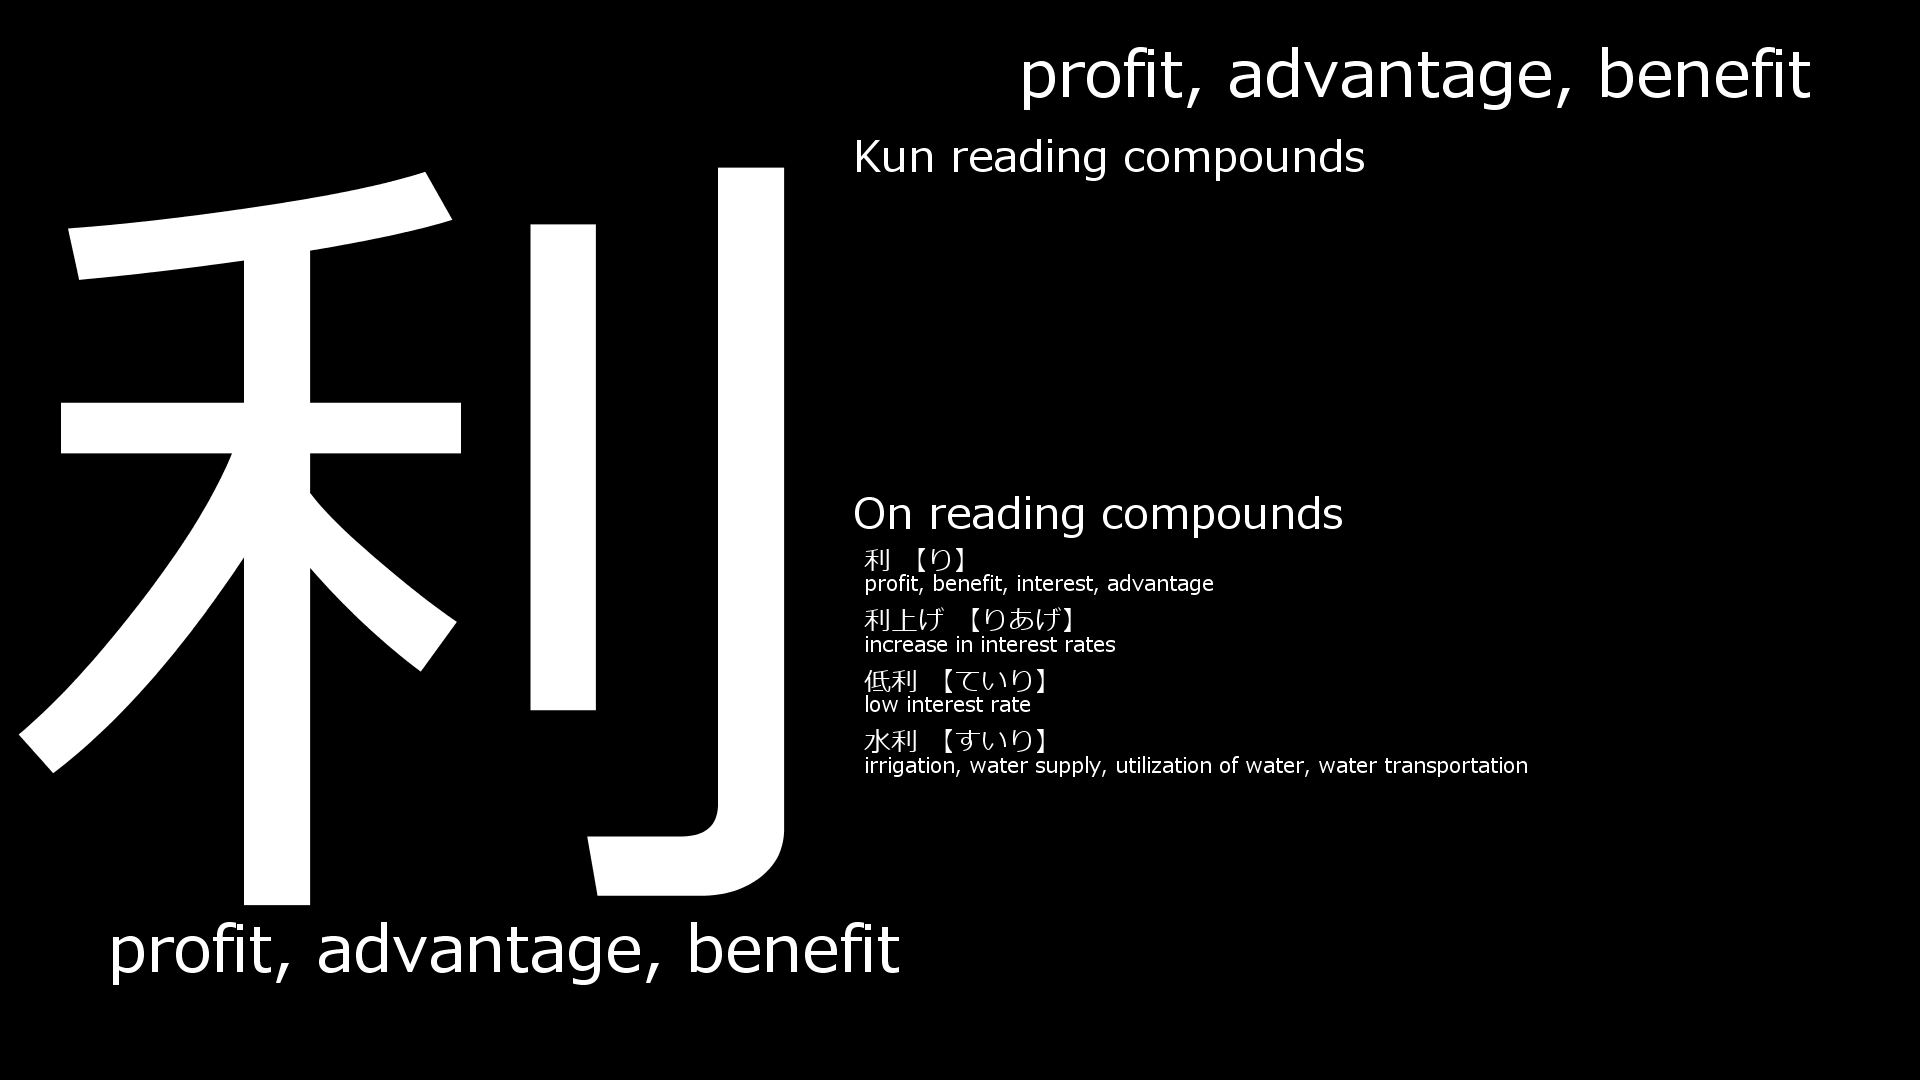 利
profit, advantage, benefit
profit, advantage, benefit
Kun reading compounds
On reading compounds
利 【り】
profit, benefit, interest, advantage
利上げ 【りあげ】
increase in interest rates
低利 【ていり】
low interest rate
水利 【すいり】
irrigation, water supply, utilization of water, water transportation